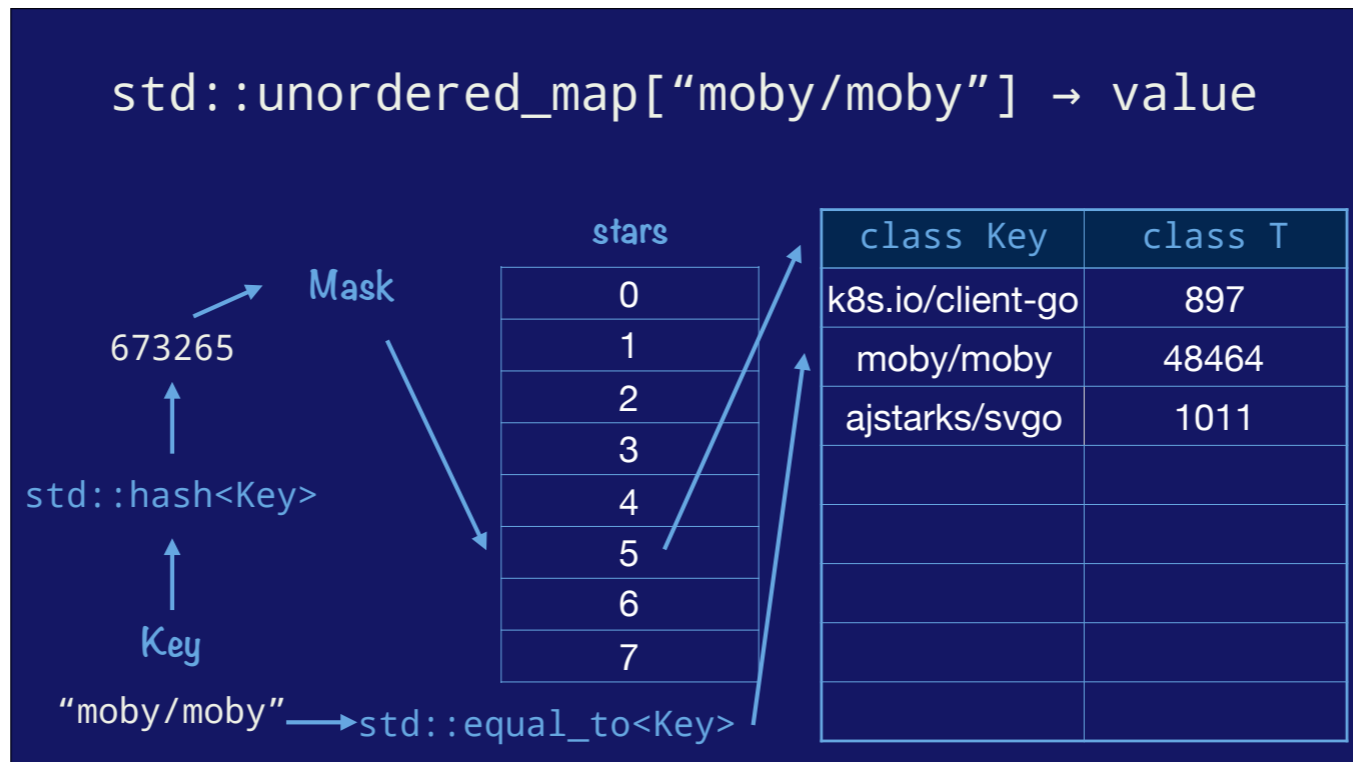 std::unordered_map[“moby/moby”] → value
stars
Mask
673265
std::hash<Key>
Key
“moby/moby”
std::equal_to<Key>
0
1
2
3
4
5
6
7
class Key class T
k8s.io/client-go 897
moby/moby 48464
ajstarks/svgo 1011